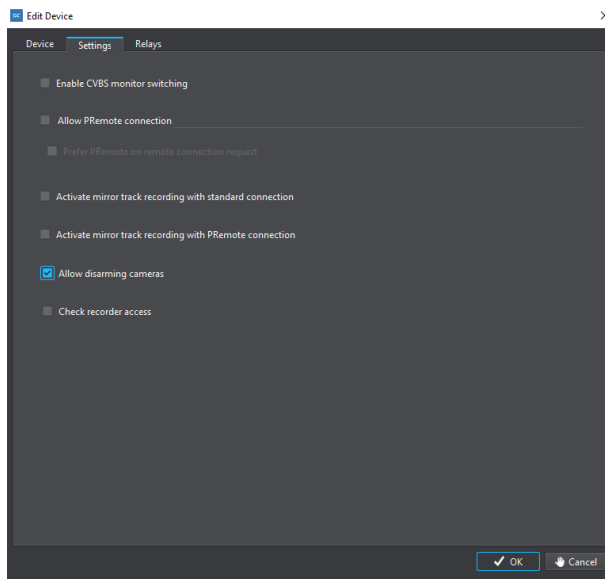 SC Edit Device
Device Settings Relays
Enable CVBS monitor switching
Allow PRemote connection
Prefer PRemote on remote connection request
Activate mirror track recording with standard connection
Activate mirror track recording with PRemote connection
Allow disarming cameras
Check recorder access
OK Cancel